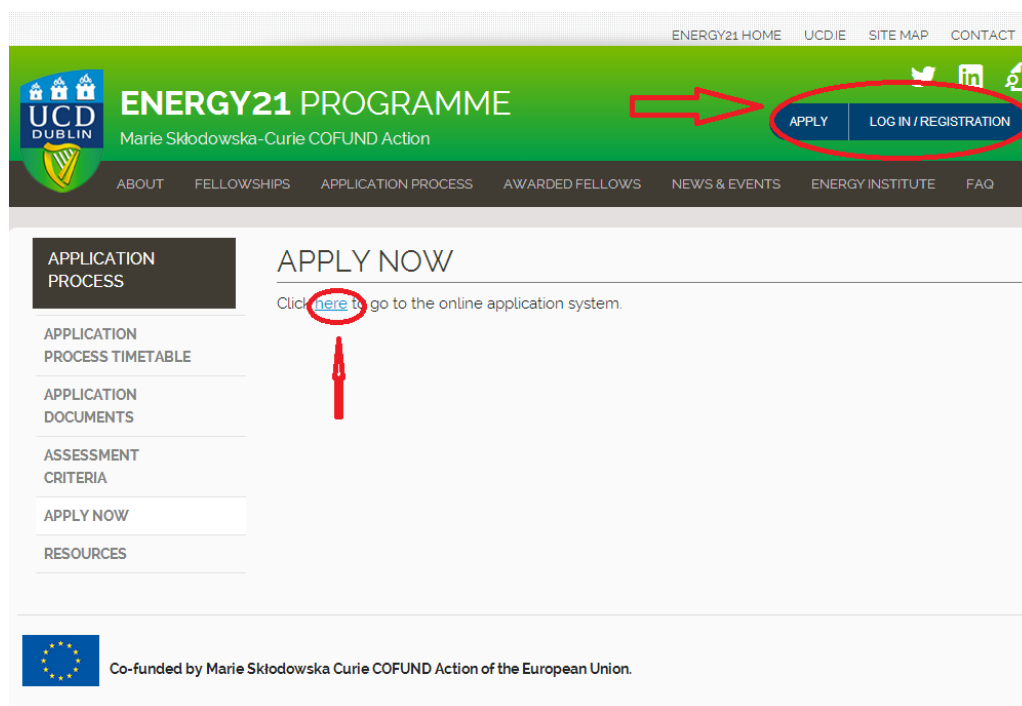 ENERGY21 HOME UCD.IE SITE MAP CONTACT
UCD
DUBLIN
ENERGY21 PROGRAMME
Marie Skłodowska-Curie COFUND Action
APPLY LOG IN / REGISTRATION
ABOUT FELLOWSHIPS APPLICATION PROCESS AWARDED FELLOWS NEWS & EVENTS ENERGY INSTITUTE FAQ
APPLICATION
PROCESS
APPLICATION
PROCESS TIMETABLE
APPLICATION
DOCUMENTS
ASSESSMENT
CRITERIA
APPLY NOW
RESOURCES
APPLY NOW
Click here to go to the online application system.
Co-funded by Marie Skłodowska Curie COFUND Action of the European Union.